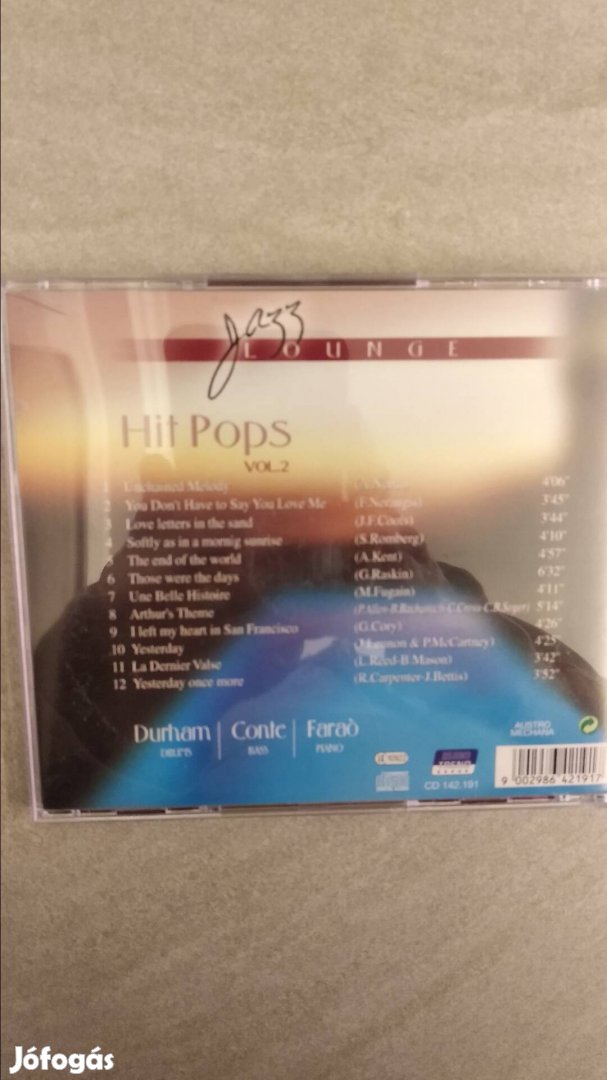 Jazz
LOUNGE
Hit Pops
VOL.2
1 Unchained Melody 4'06"
2 You Don't Have to Say You Love Me 3'45"
3 Love letters in the sand (J.F.Coots) 3'44"
4 Softly as in a mornig sunrise (S.Romberg) 4'10"
5 The end of the world (A.Kent) 4'57"
6 Those were the days (G.Raskin) 6'32"
7 Une Belle Histoire (M.Fugain) 4'11"
8 Arthur's Theme (P.Allen-B.Bacharach-C.Cross-C.B.Seger) 5'14"
9 I left my heart in San Francisco (G.Cory) 4'26"
10 Yesterday (J.Lennon & P.McCartney) 4'25"
11 La Dernier Valse (L.Reed-B.Mason) 3'42"
12 Yesterday once more (R.Carpenter-J.Bettis) 3'52"
Durham | Conte | Faraò
DRUMS BASS PIANO
AUSTRO
MECHANA
CD 142.191
9 002986 421917
Jófogás